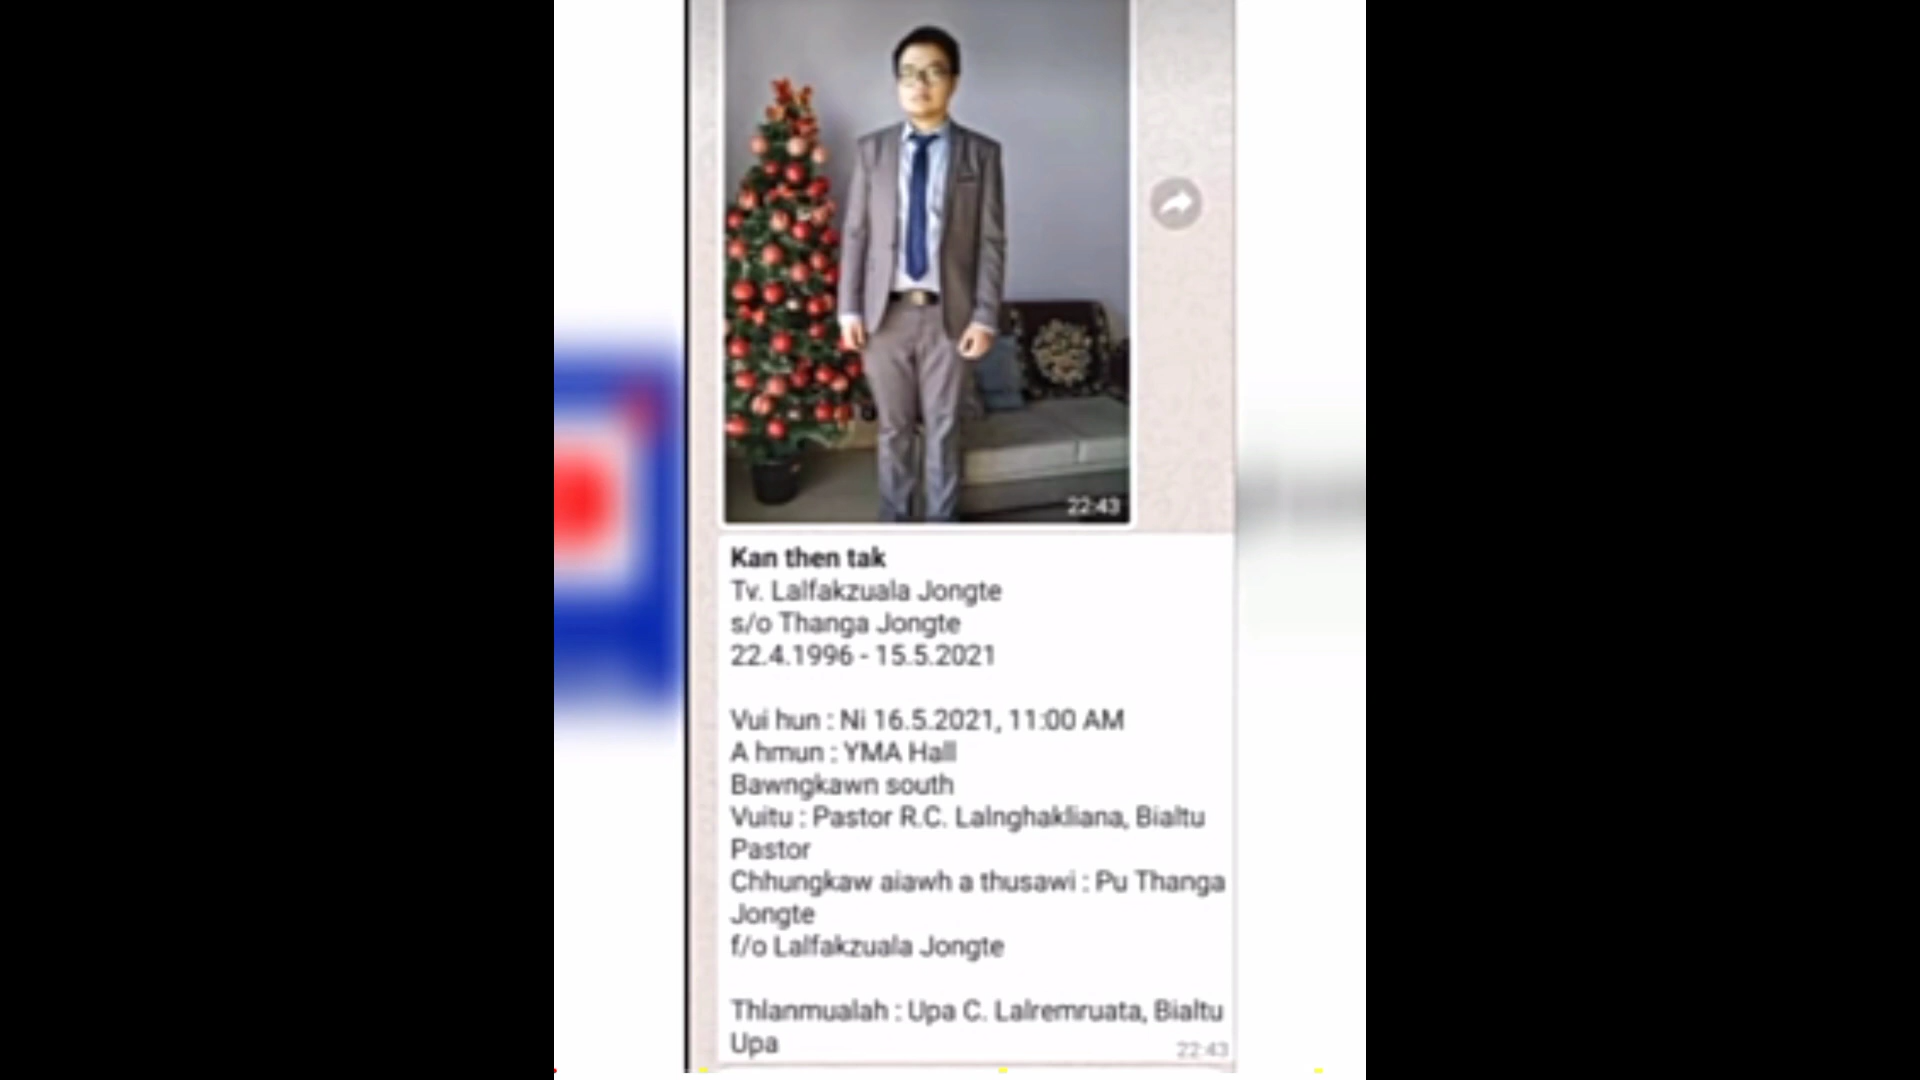 22:43
Kan then tak
Tv. Lalfakzuala Jongte
s/o Thanga Jongte
22.4.1996 - 15.5.2021
Vui hun : Ni 16.5.2021, 11:00 AM
A hmun : YMA Hall
Bawngkawn south
Vuitu : Pastor R.C. Lalnghakliana, Bialtu
Pastor
Chhungkaw aiawh a thusawi : Pu Thanga
Jongte
f/o Lalfakzuala Jongte
Thlanmualah : Upa C. Lalremruata, Bialtu
Upa
22:43